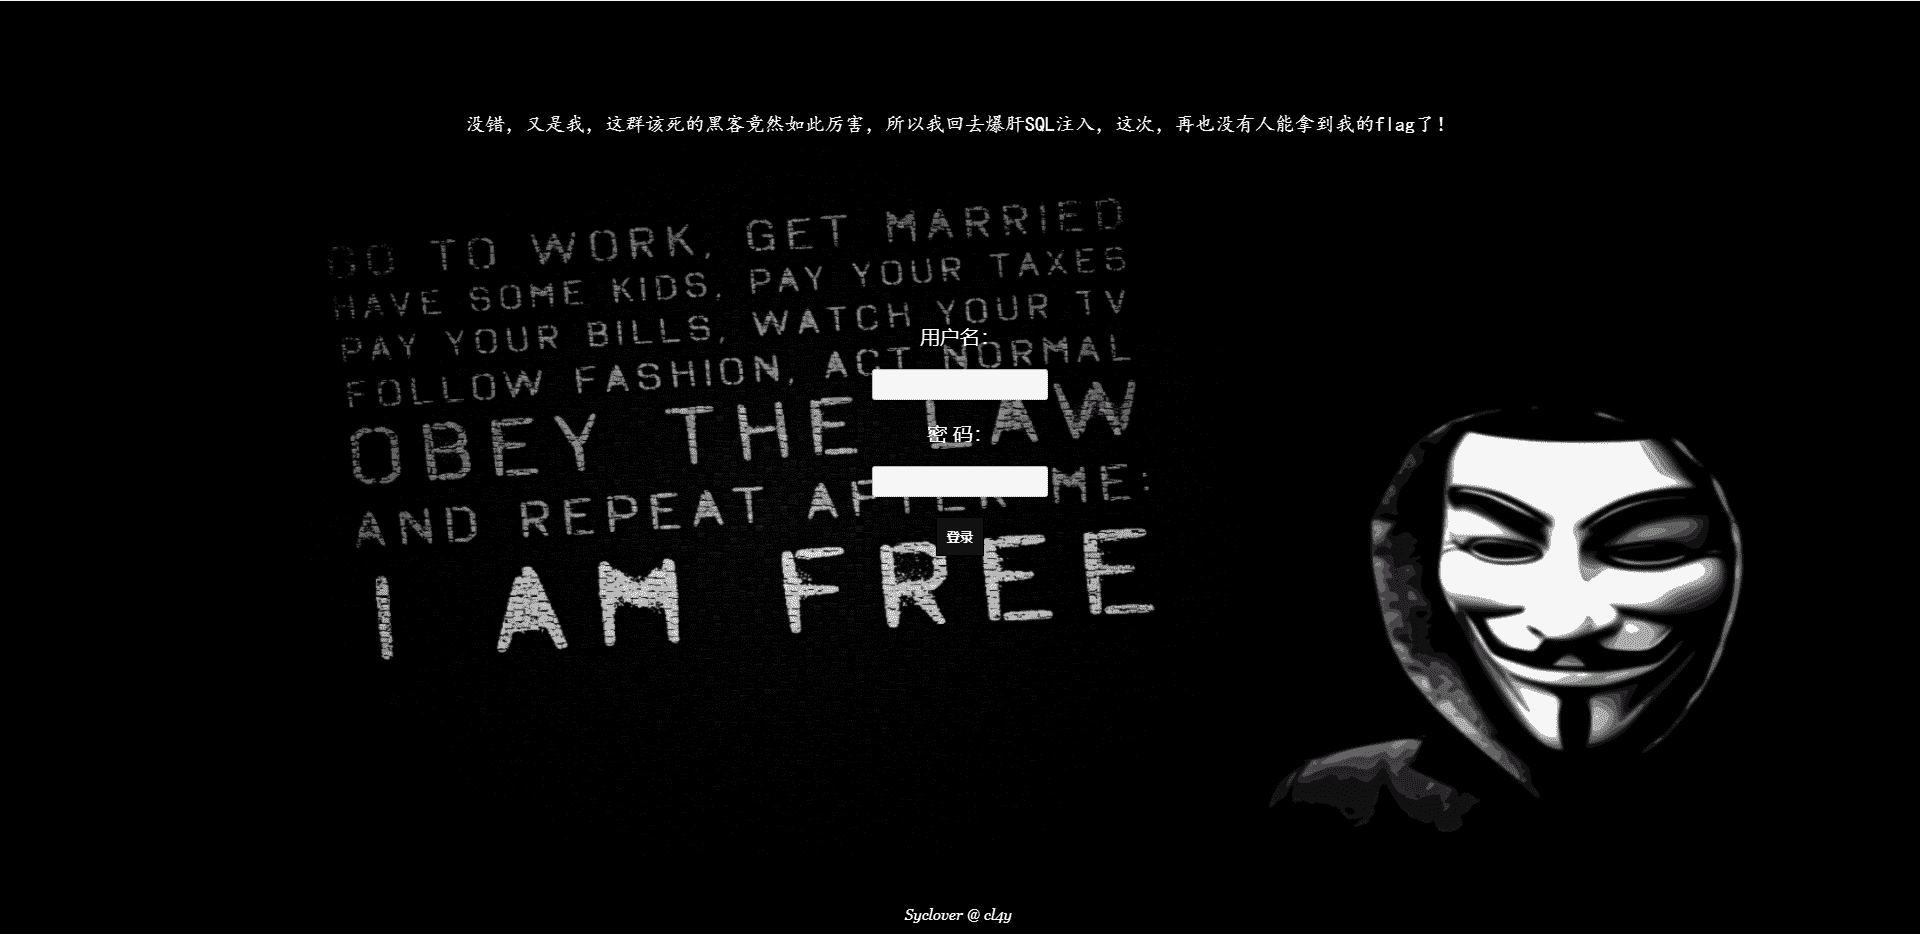 没错，又是我，这群该死的黑客竟然如此厉害，所以我回去爆肝SQL注入，这次，再也没有人能拿到我的flag了！
GO TO WORK, GET MARRIED
HAVE SOME KIDS, PAY YOUR TAXES
PAY YOUR BILLS, WATCH YOUR TV
FOLLOW FASHION, ACT NORMAL
OBEY THE LAW
AND REPEAT AFTER ME:
I AM FREE
用户名：
密 码：
登录
Syclover @ cl4y